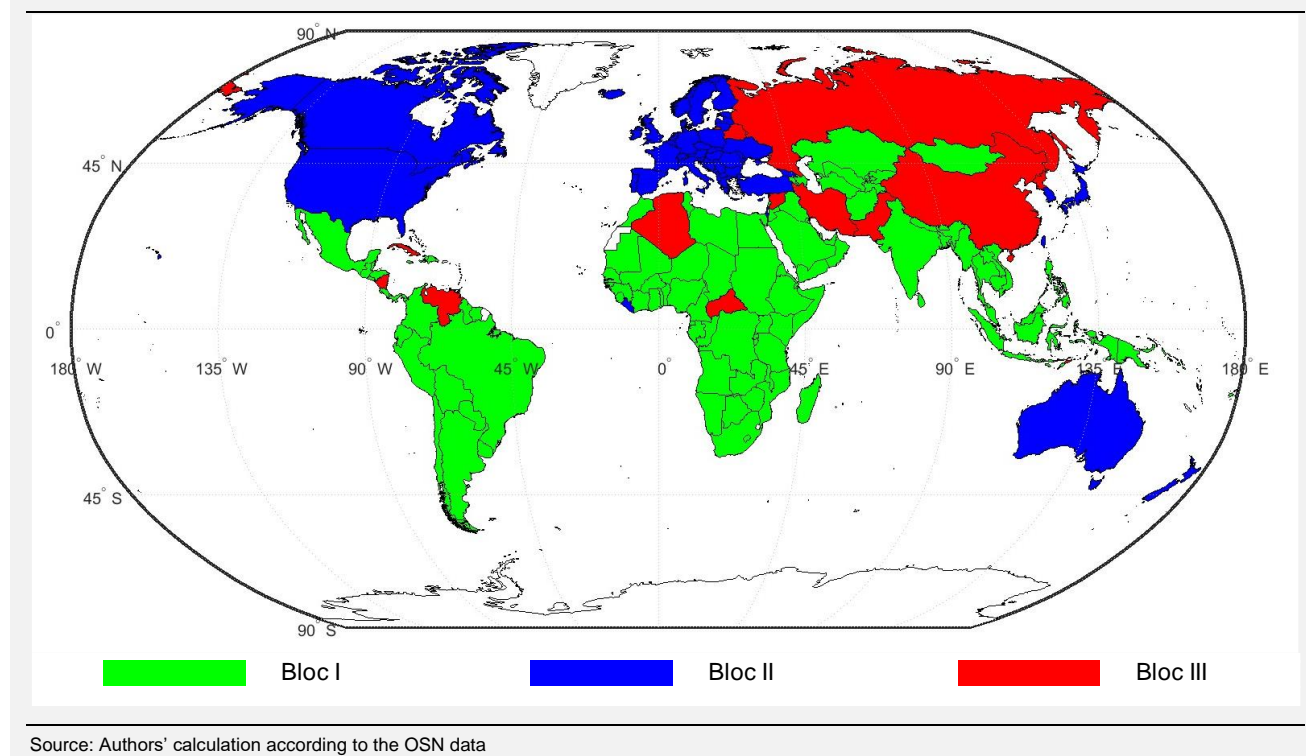 90° N
45° N
0°
180° W 135° W 90° W 45° W 0 45° E 90° E 135° E 180° E
45° S
90° S
Bloc I Bloc II Bloc III
Source: Authors’ calculation according to the OSN data